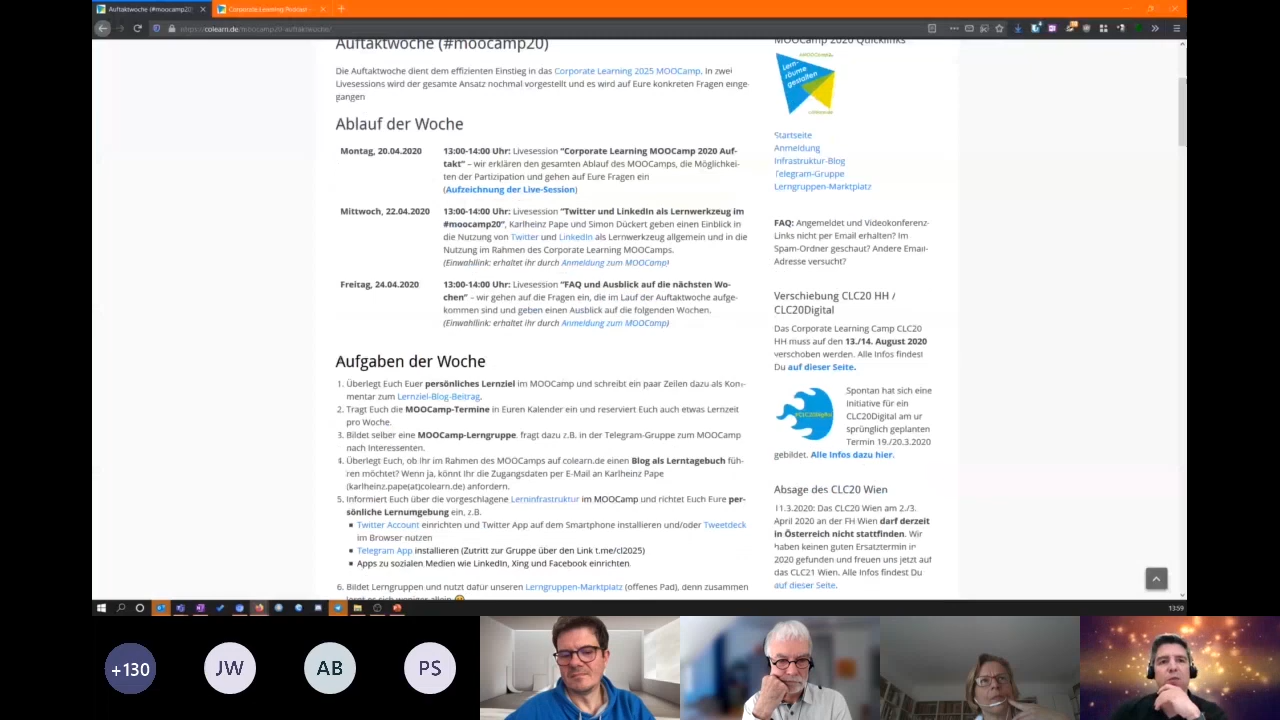 Auftaktwoche (#moocamp20
Corporate Learning Podcast
https://colearn.de/moocamp/0-auftaktwoche/
Auftaktwoche (#moocamp20)
Die Auftaktwoche dient dem effizienten Einstieg in das Corporate Learning 2025 MOOCamp. In zwei
Livesessions wird der gesamte Ansatz nochmal vorgestellt und es wird auf Eure konkreten Fragen einge-
gangen
Ablauf der Woche
Montag, 20.04.2020
13:00-14:00 Uhr: Livesession "Corporate Learning MOOCamp 2020 Auf-
takt" – wir erklären den gesamten Ablauf des MOOCamps, die Möglichkei-
ten der Partizipation und gehen auf Eure Fragen ein
(Aufzeichnung der Live-Session)
Mittwoch, 22.04.2020
13:00-14:00 Uhr: Livesession "Twitter und LinkedIn als Lernwerkzeug im
#moocamp20", Karlheinz Pape und Simon Dückert geben einen Einblick in
die Nutzung von Twitter und LinkedIn als Lernwerkzeug allgemein und in die
Nutzung im Rahmen des Corporate Learning MOOCamps.
(Einwahllink: erhaltet ihr durch Anmeldung zum MOOCamp)
Freitag, 24.04.2020
13:00-14:00 Uhr: Livesession "FAQ und Ausblick auf die nächsten Wo-
chen" – wir gehen auf die Fragen ein, die im Lauf der Auftaktwoche aufge-
kommen sind und geben einen Ausblick auf die folgenden Wochen.
(Einwahllink: erhaltet ihr durch Anmeldung zum MOOCamp)
Aufgaben der Woche
1. Überlegt Euch Euer persönliches Lernziel im MOOCamp und schreibt ein paar Zeilen dazu als Kom-
mentar zum Lernziel-Blog-Beitrag.
2. Tragt Euch die MOOCamp-Termine in Euren Kalender ein und reserviert Euch auch etwas Lernzeit
pro Woche.
3. Bildet selber eine MOOCamp-Lerngruppe, fragt dazu z.B. in der Telegram-Gruppe zum MOOCamp
nach Interessenten.
4. Überlegt Euch, ob Ihr im Rahmen des MOOCamps auf colearn.de einen Blog als Lerntagebuch füh-
ren möchtet? Wenn ja, könnt Ihr die Zugangsdaten per E-Mail an Karlheinz Pape
(karlheinz.pape(at)colearn.de) anfordern.
5. Informiert Euch über die vorgeschlagene Lerninfrastruktur im MOOCamp und richtet Euch Eure per-
sönliche Lernumgebung ein, z.B.
▪ Twitter Account einrichten und Twitter App auf dem Smartphone installieren und/oder Tweetdeck
im Browser nutzen
▪ Telegram App installieren (Zutritt zur Gruppe über den Link t.me/cl2025)
▪ Apps zu sozialen Medien wie LinkedIn, Xing und Facebook einrichten.
6. Bildet Lerngruppen und nutzt dafür unseren Lerngruppen-Marktplatz (offenes Pad), denn zusammen
lernt es sich weniger allein
MOOCamp 2020 Quicklinks
Lern-
räume
gestalten
Startseite
Anmeldung
Infrastruktur-Blog
Telegram-Gruppe
Lerngruppen-Marktplatz
FAQ: Angemeldet und Videokonferenz-
Links nicht per Email erhalten? Im
Spam-Ordner geschaut? Andere Email-
Adresse versucht?
Verschiebung CLC20 HH /
CLC20Digital
Das Corporate Learning Camp CLC20
HH muss auf den 13./14. August 2020
verschoben werden. Alle Infos findest
Du auf dieser Seite.
#CLC20Digital
Spontan hat sich eine
Initiative für ein
CLC20Digital am ur
sprünglich geplanten
Termin 19./20.3.2020
gebildet. Alle Infos dazu hier.
Absage des CLC20 Wien
11.3.2020: Das CLC20 Wien am 2./3.
April 2020 an der FH Wien darf derzeit
in Österreich nicht stattfinden. Wir
haben keinen guten Ersatztermin in
2020 gefunden und freuen uns jetzt auf
das CLC21 Wien. Alle Infos findest Du
auf dieser Seite.
13:59
+130
JW
AB
PS